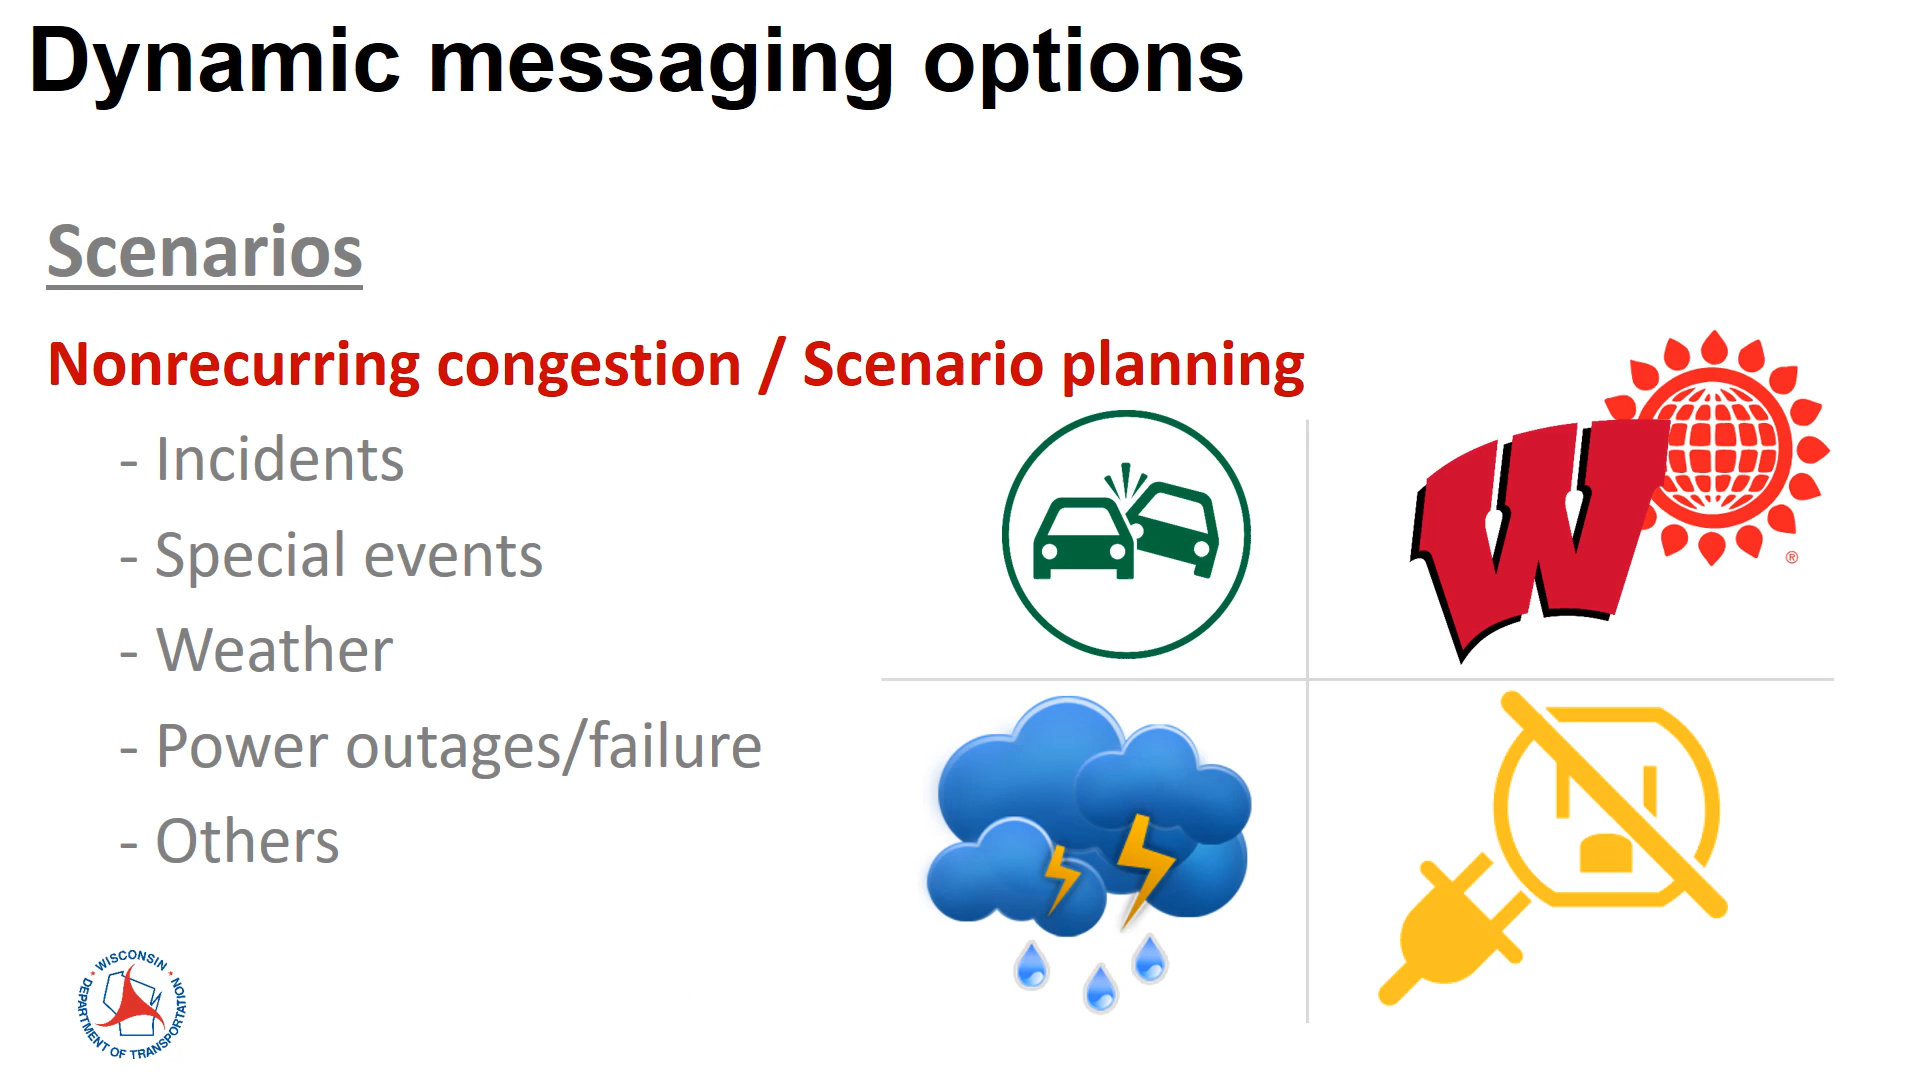 Dynamic messaging options
Scenarios
Nonrecurring congestion / Scenario planning
- Incidents
- Special events
- Weather
- Power outages/failure
- Others
W
®
WISCONSIN
DEPARTMENT OF TRANSPORTATION